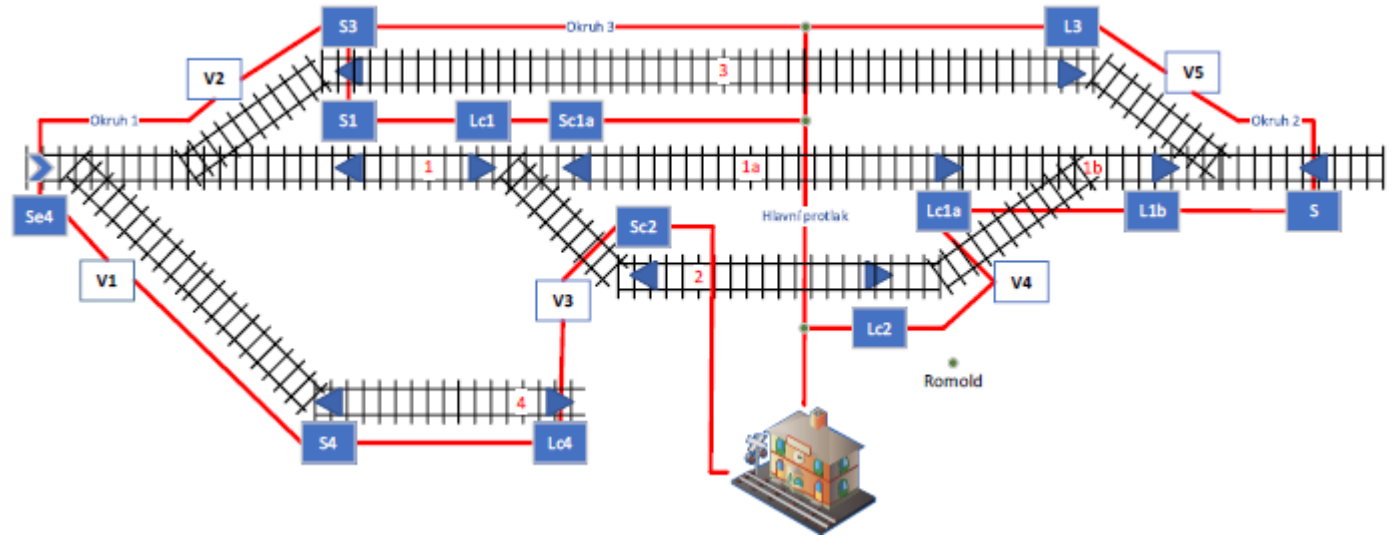 S3
Okruh 3
L3
V2
3
V5
Okruh 1
S1
Lc1
Sc1a
Okruh 2
1
1a
1b
Se4
Sc2
Hlavní protlak
Lc1a
L1b
S
V1
V3
2
V4
Lc2
Romold
4
S4
Lc4